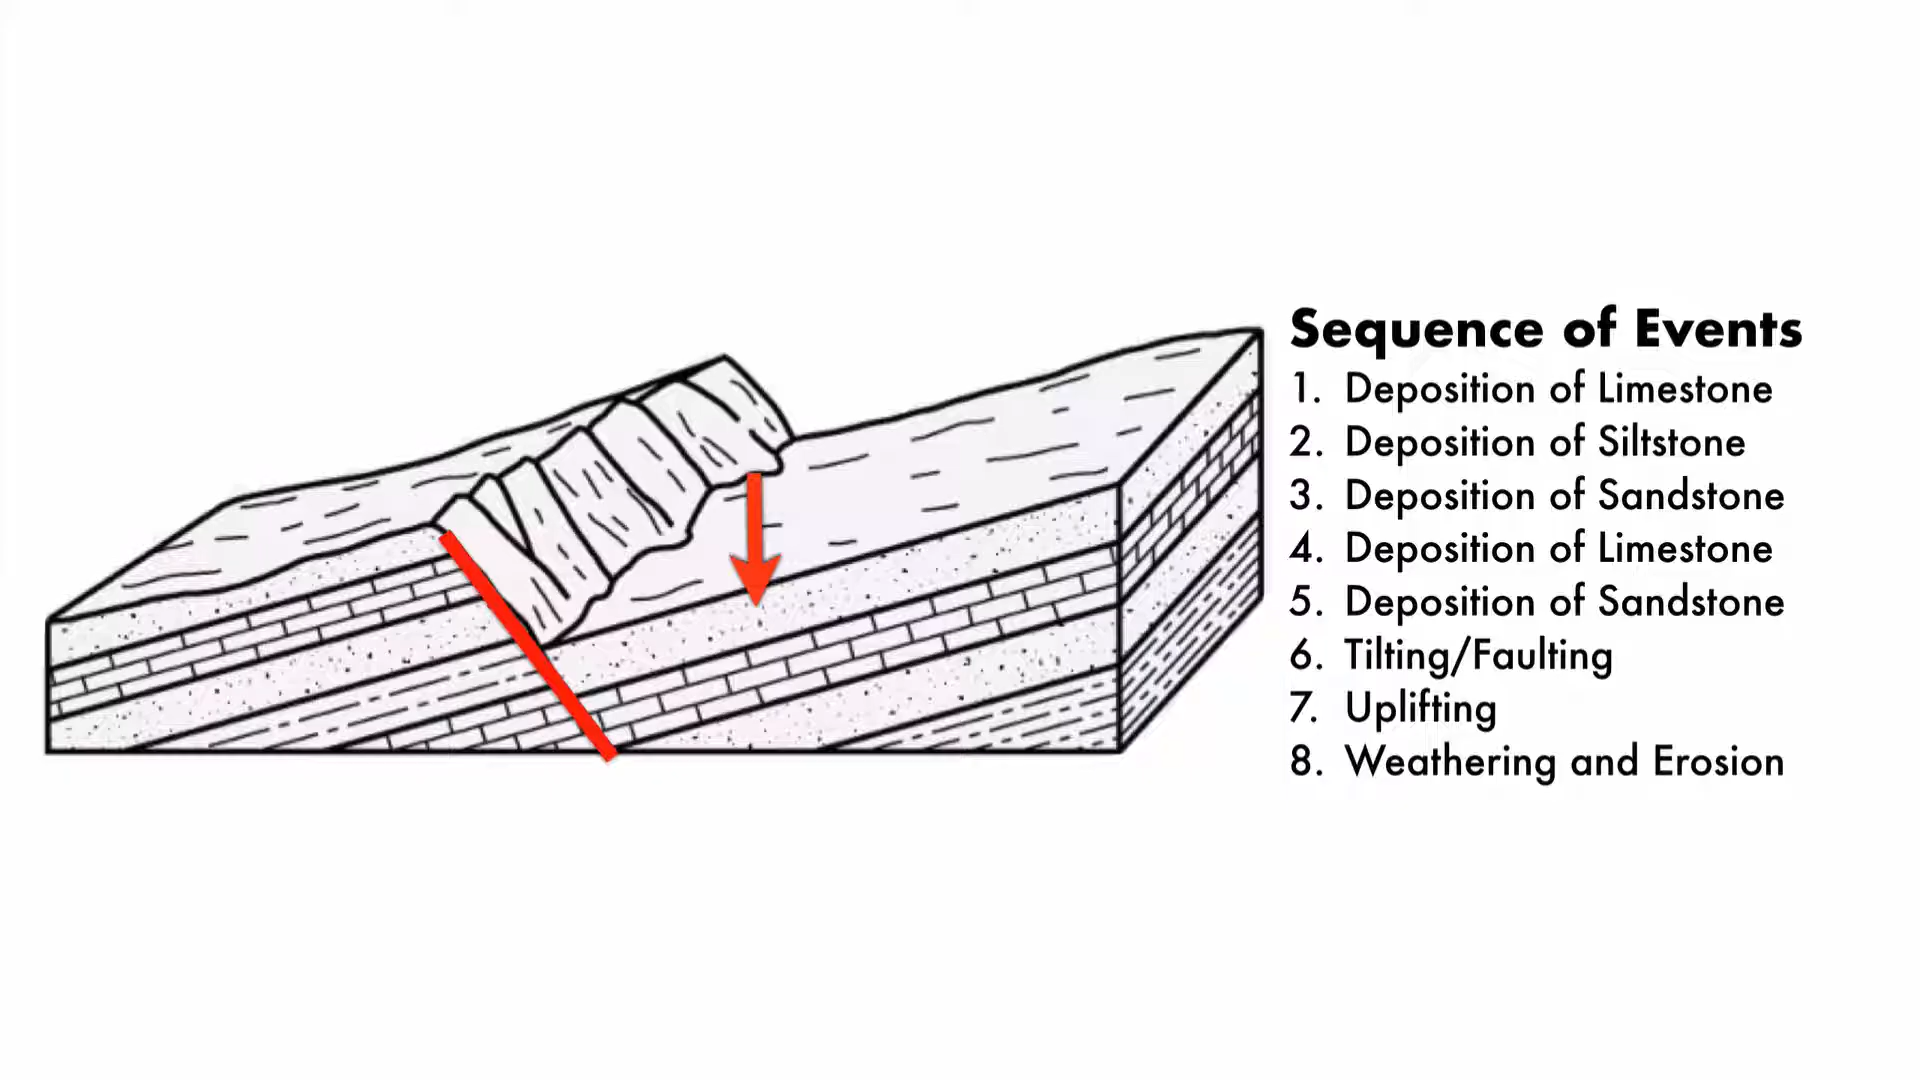 Sequence of Events
1. Deposition of Limestone
2. Deposition of Siltstone
3. Deposition of Sandstone
4. Deposition of Limestone
5. Deposition of Sandstone
6. Tilting/Faulting
7. Uplifting
8. Weathering and Erosion